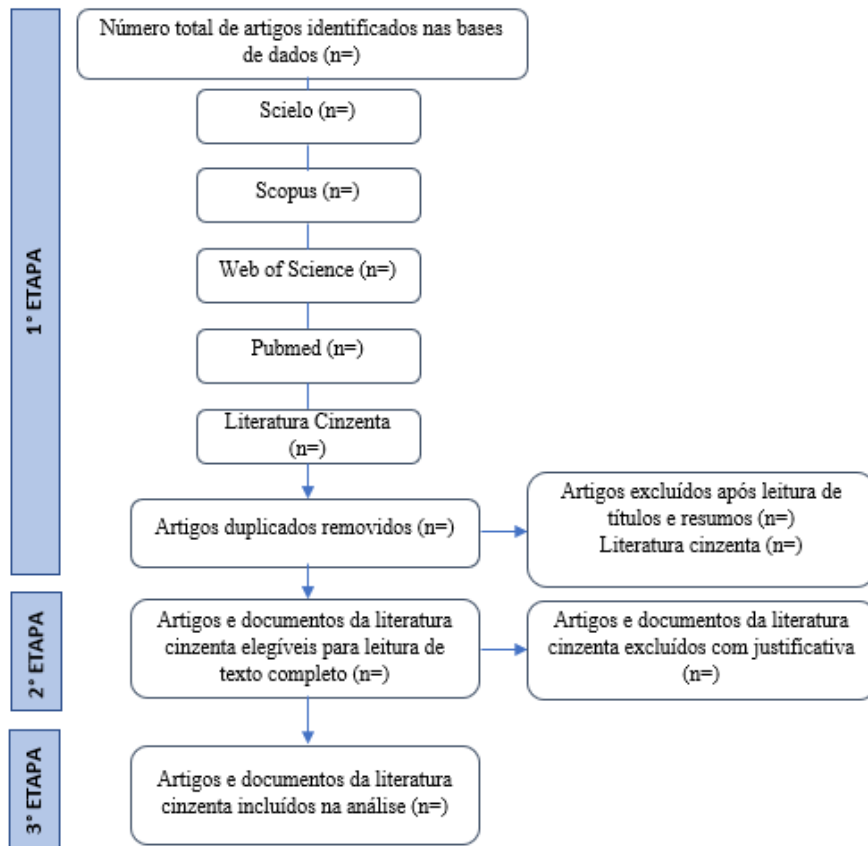 Número total de artigos identificados nas bases
de dados (n=)
Scielo (n=)
Scopus (n=)
Web of Science (n=)
Pubmed (n=)
Literatura Cinzenta
(n=)
1° ETAPA
Artigos duplicados removidos (n=)
Artigos excluídos após leitura de
títulos e resumos (n=)
Literatura cinzenta (n=)
2° ETAPA
Artigos e documentos da literatura
cinzenta elegíveis para leitura de
texto completo (n=)
Artigos e documentos da literatura
cinzenta excluídos com justificativa
(n=)
3° ETAPA
Artigos e documentos da literatura
cinzenta incluídos na análise (n=)